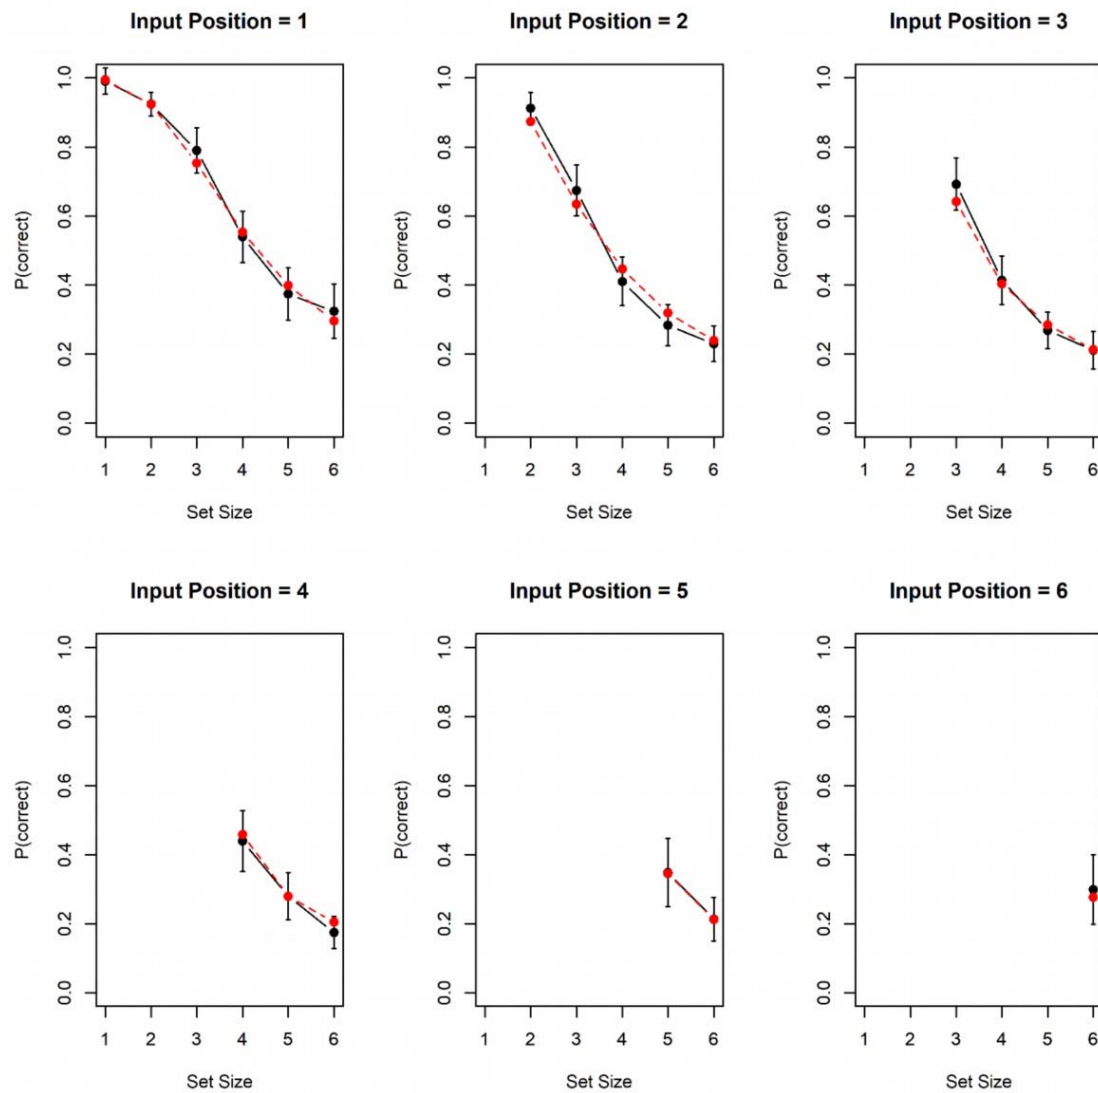 Input Position = 1
P(correct)
1.0
0.8
0.6
0.4
0.2
0.0
1 2 3 4 5 6
Set Size
Input Position = 2
P(correct)
1.0
0.8
0.6
0.4
0.2
0.0
1 2 3 4 5 6
Set Size
Input Position = 3
P(correct)
1.0
0.8
0.6
0.4
0.2
0.0
1 2 3 4 5 6
Set Size
Input Position = 4
P(correct)
1.0
0.8
0.6
0.4
0.2
0.0
1 2 3 4 5 6
Set Size
Input Position = 5
P(correct)
1.0
0.8
0.6
0.4
0.2
0.0
1 2 3 4 5 6
Set Size
Input Position = 6
P(correct)
1.0
0.8
0.6
0.4
0.2
0.0
1 2 3 4 5 6
Set Size